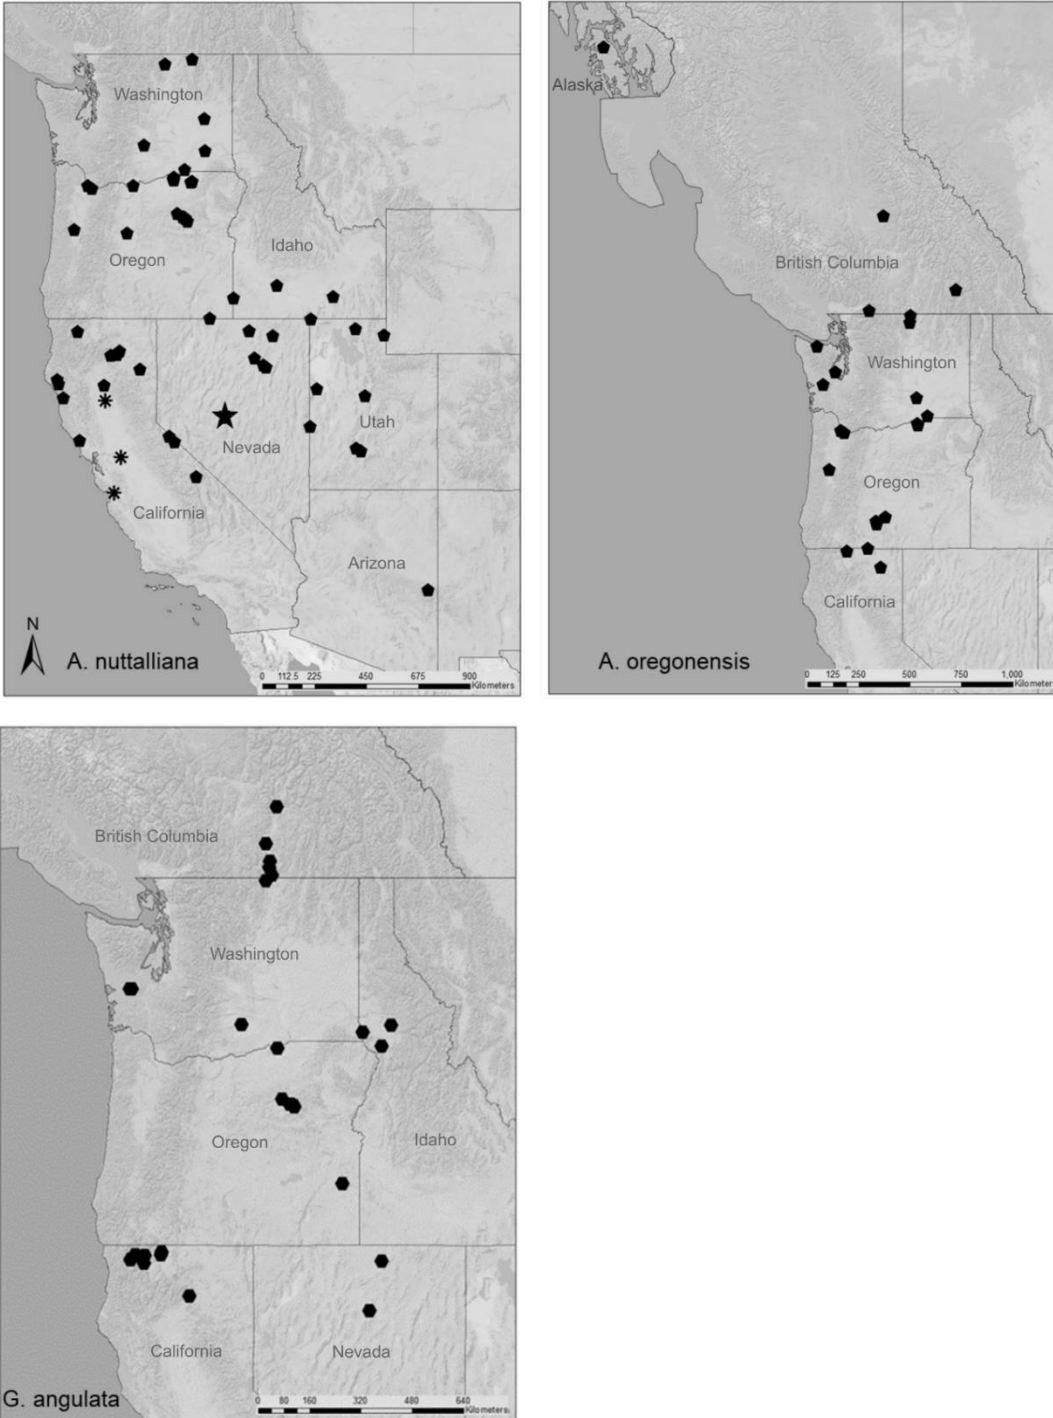 Washington
Oregon
Idaho
Nevada
Utah
California
Arizona
N
A. nuttalliana
0 112.5 225 450 675 900
Kilometers
Alaska
British Columbia
Washington
Oregon
California
A. oregonensis
0 125 250 500 750 1,000
Kilometer
British Columbia
Washington
Oregon
Idaho
California
Nevada
G. angulata
0 80 160 320 480 640
Kilometers